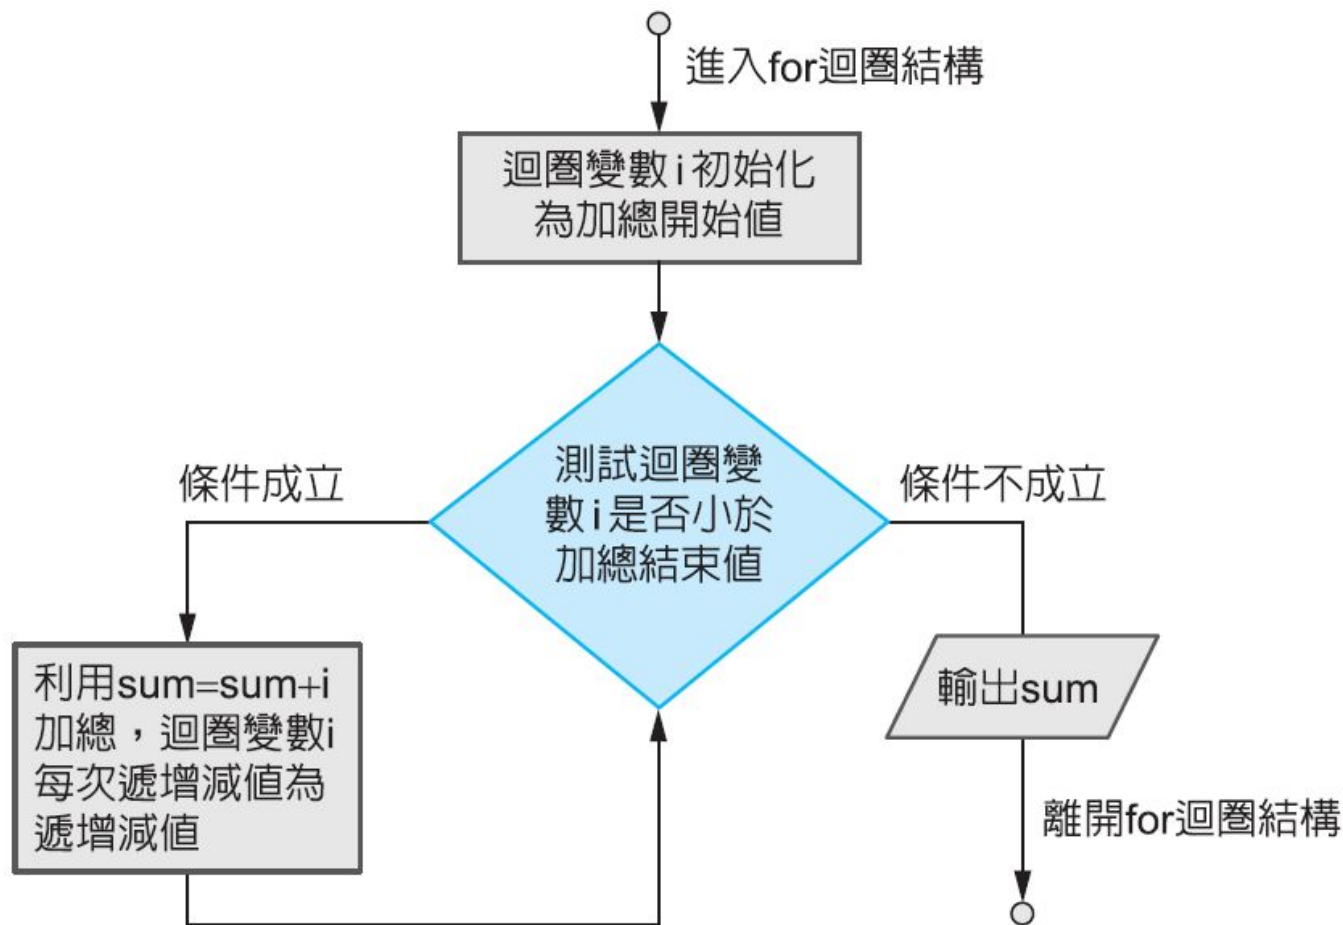 進入for迴圈結構
迴圈變數i初始化
為加總開始值
測試迴圈變
數i是否小於
加總結束值
條件成立
條件不成立
利用sum=sum+i
加總，迴圈變數i
每次遞增減值為
遞增減值
輸出sum
離開for迴圈結構